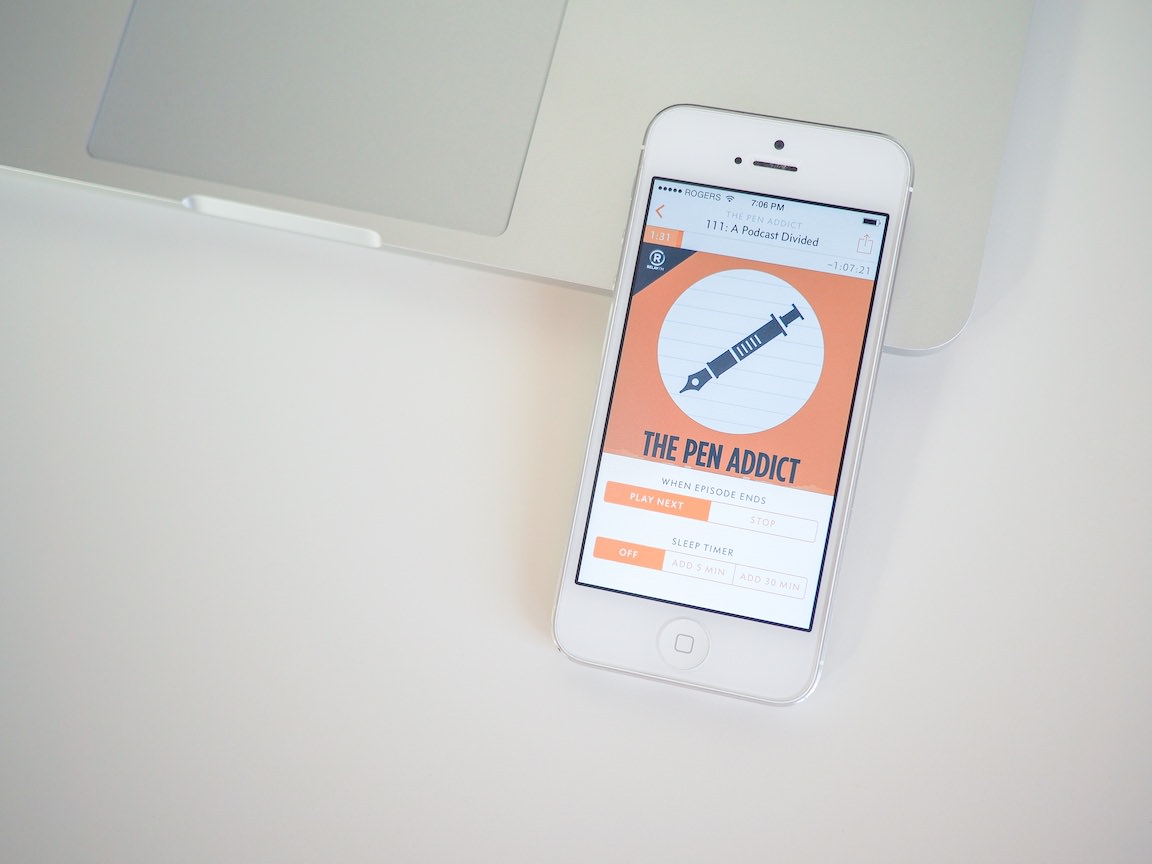 ROGERS 7:06 PM
THE PEN ADDICT
111: A Podcast Divided
1:31
-1:07:21
R
RELAY FM
THE PEN ADDICT
WHEN EPISODE ENDS
PLAY NEXT STOP
SLEEP TIMER
OFF ADD 5 MIN ADD 30 MIN